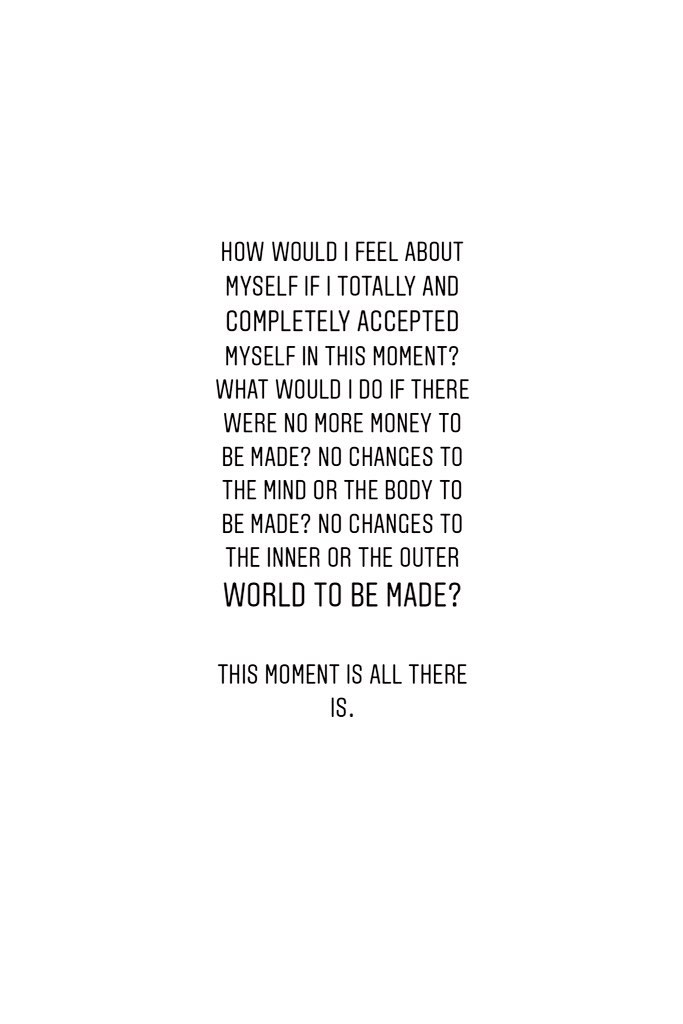 HOW WOULD I FEEL ABOUT
MYSELF IF I TOTALLY AND
COMPLETELY ACCEPTED
MYSELF IN THIS MOMENT?
WHAT WOULD I DO IF THERE
WERE NO MORE MONEY TO
BE MADE? NO CHANGES TO
THE MIND OR THE BODY TO
BE MADE? NO CHANGES TO
THE INNER OR THE OUTER
WORLD TO BE MADE?
THIS MOMENT IS ALL THERE
IS.